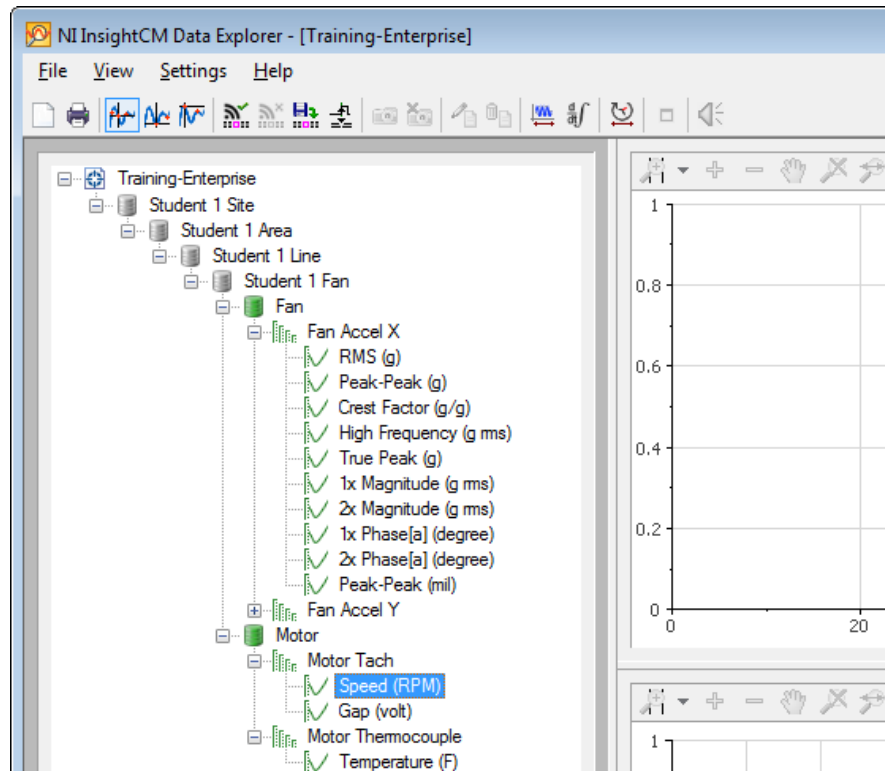 NI InsightCM Data Explorer - [Training-Enterprise]
File View Settings Help
Training-Enterprise
Student 1 Site
Student 1 Area
Student 1 Line
Student 1 Fan
Fan
Fan Accel X
RMS (g)
Peak-Peak (g)
Crest Factor (g/g)
High Frequency (g rms)
True Peak (g)
1x Magnitude (g rms)
2x Magnitude (g rms)
1x Phase[a] (degree)
2x Phase[a] (degree)
Peak-Peak (mil)
Fan Accel Y
Motor
Motor Tach
Speed (RPM)
Gap (volt)
Motor Thermocouple
Temperature (F)
1
0.8
0.6
0.4
0.2
0
0 20
1